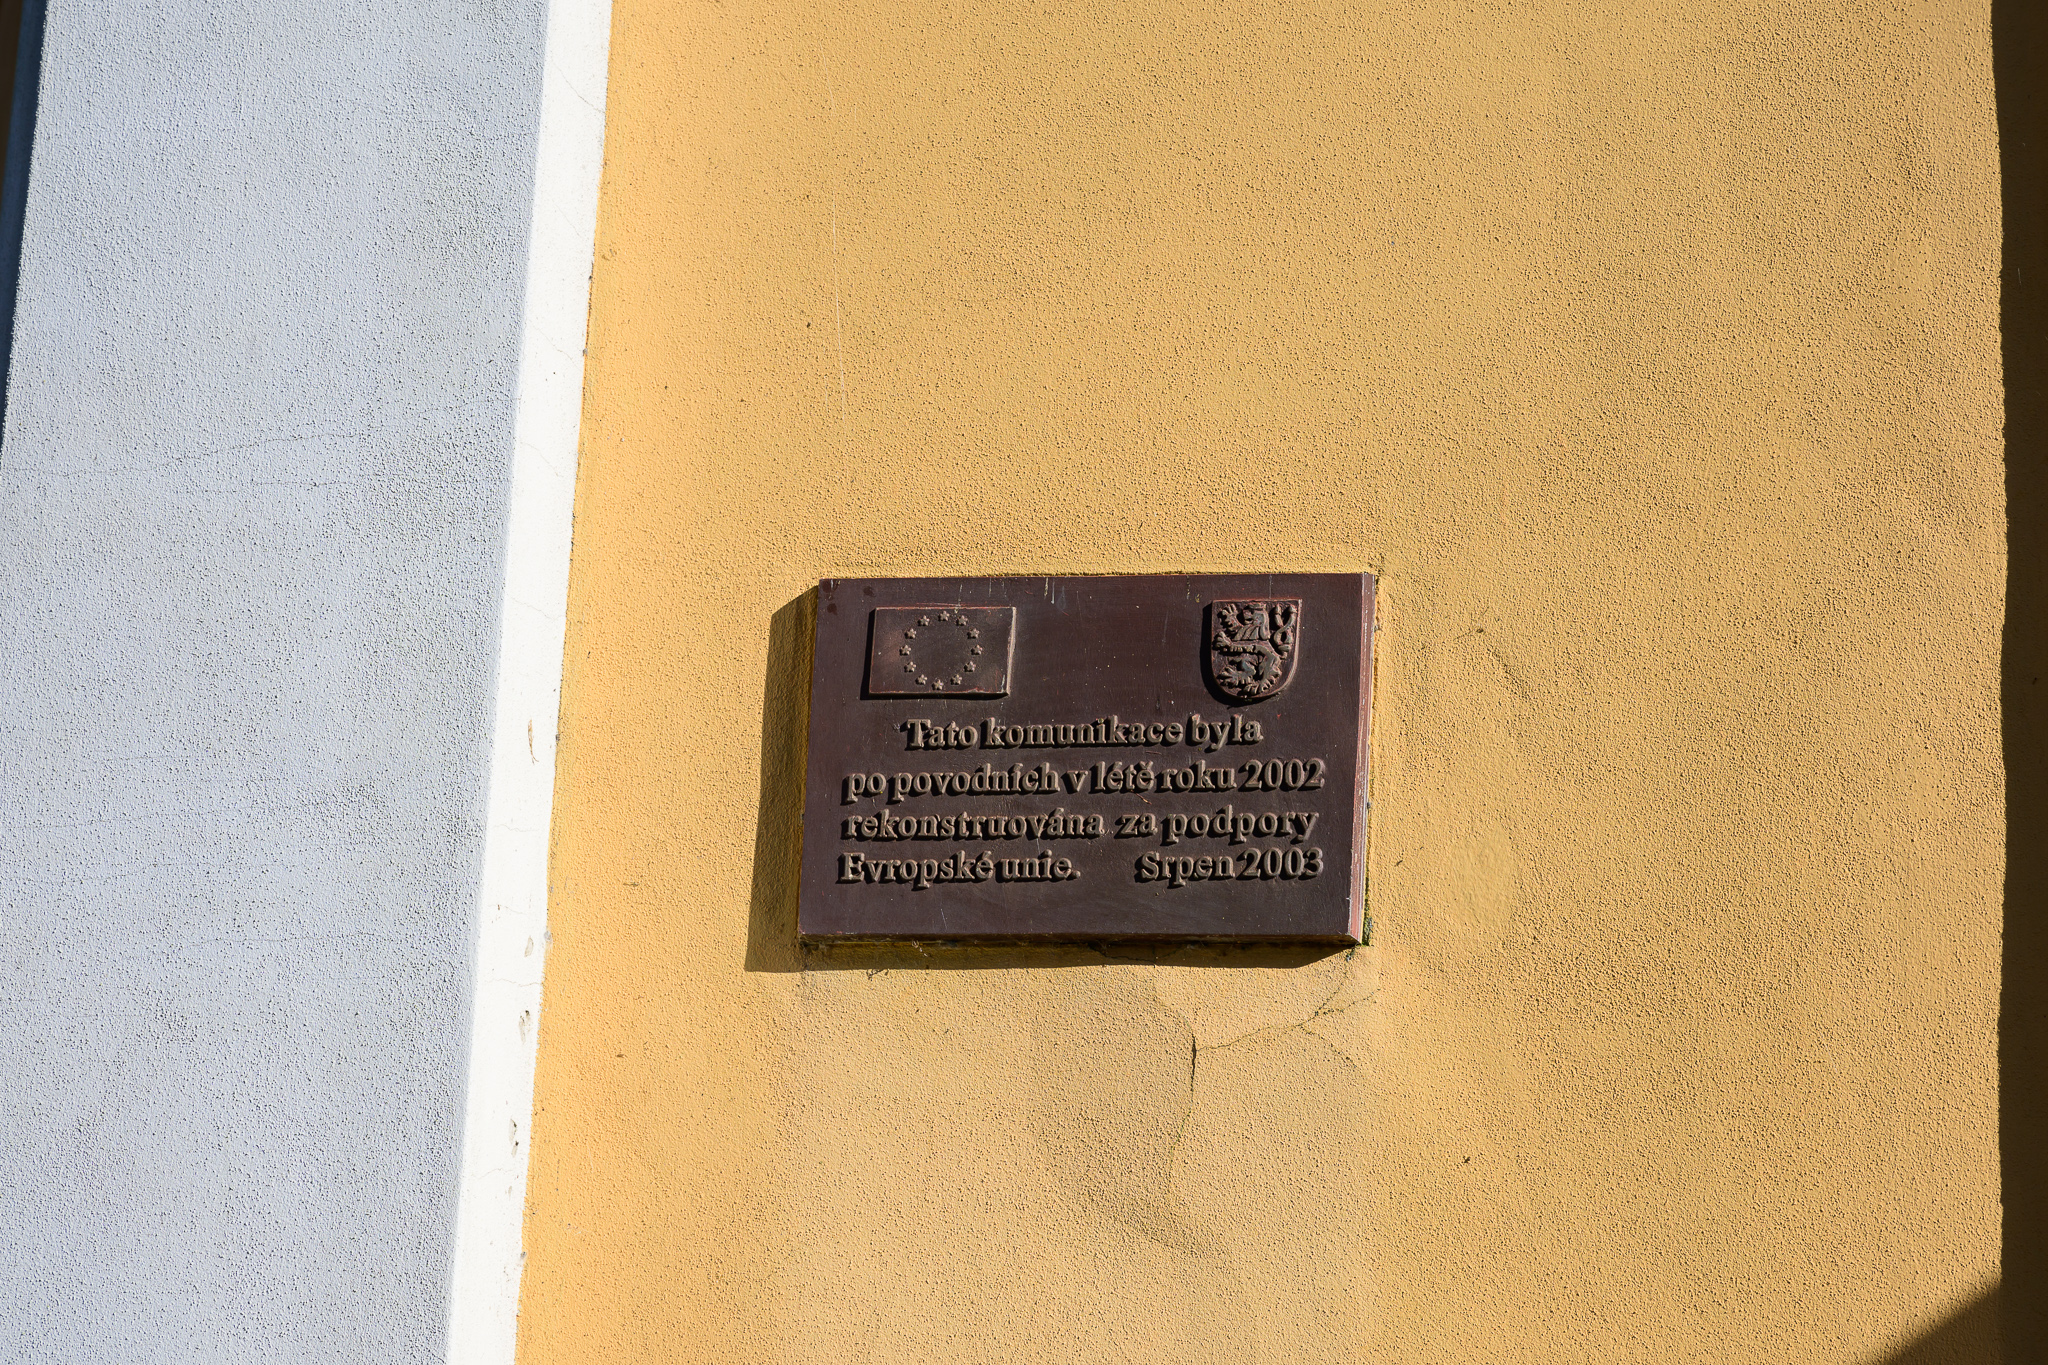 Tato komunikace byla
po povodních v létě roku 2002
rekonstruována za podpory
Evropské unie. Srpen 2003